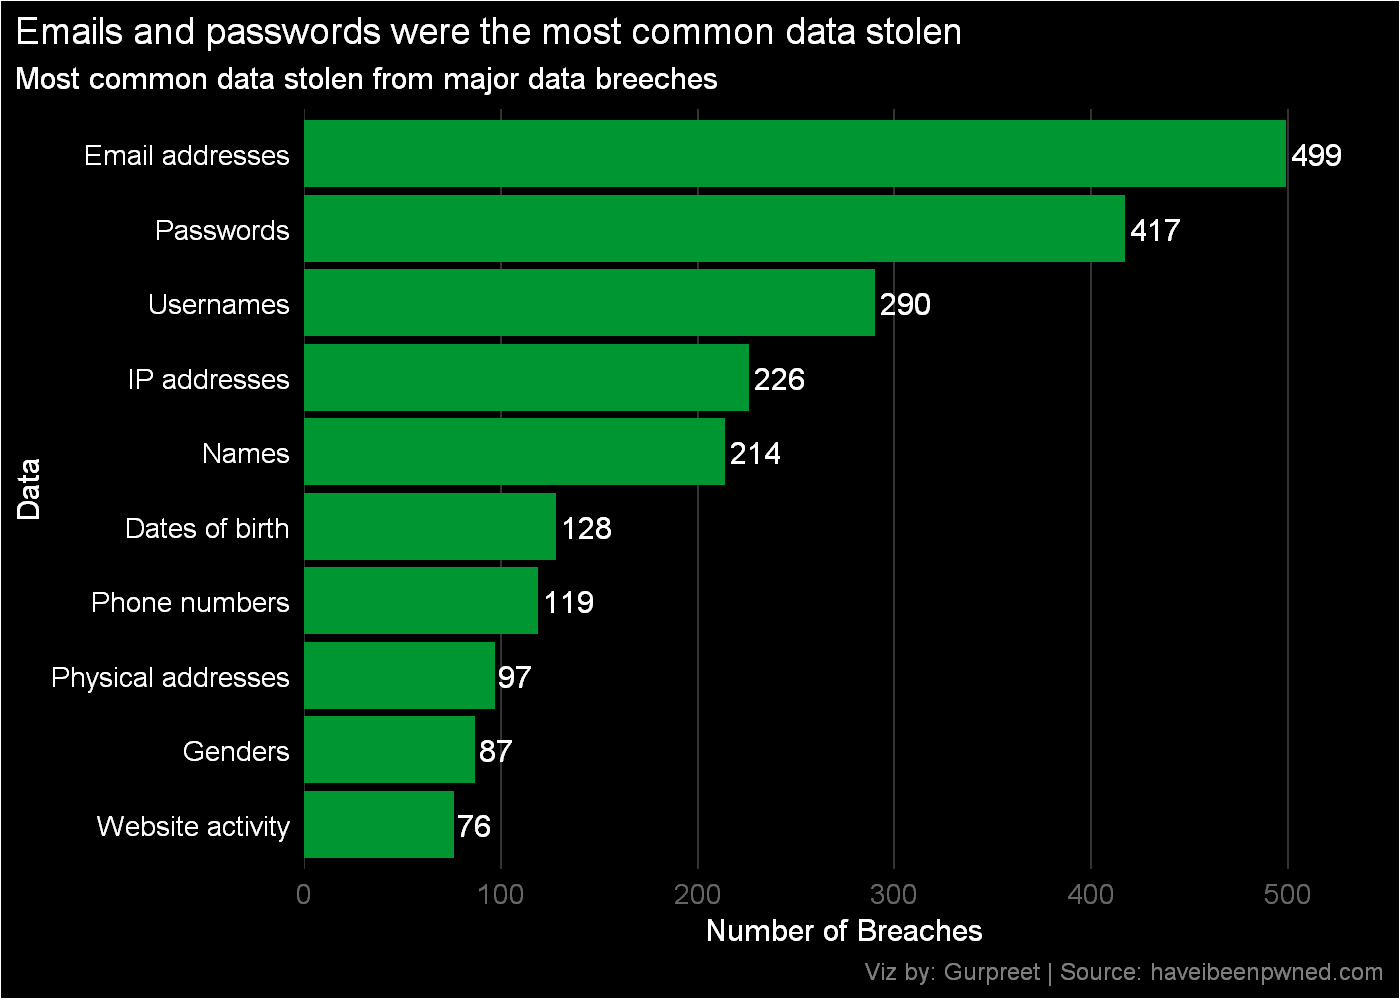 Emails and passwords were the most common data stolen
Most common data stolen from major data breeches
Email addresses 499
Passwords 417
Usernames 290
IP addresses 226
Names 214
Data
Dates of birth 128
Phone numbers 119
Physical addresses 97
Genders 87
Website activity 76
0 100 200 300 400 500
Number of Breaches
Viz by: Gurpreet | Source: haveibeenpwned.com